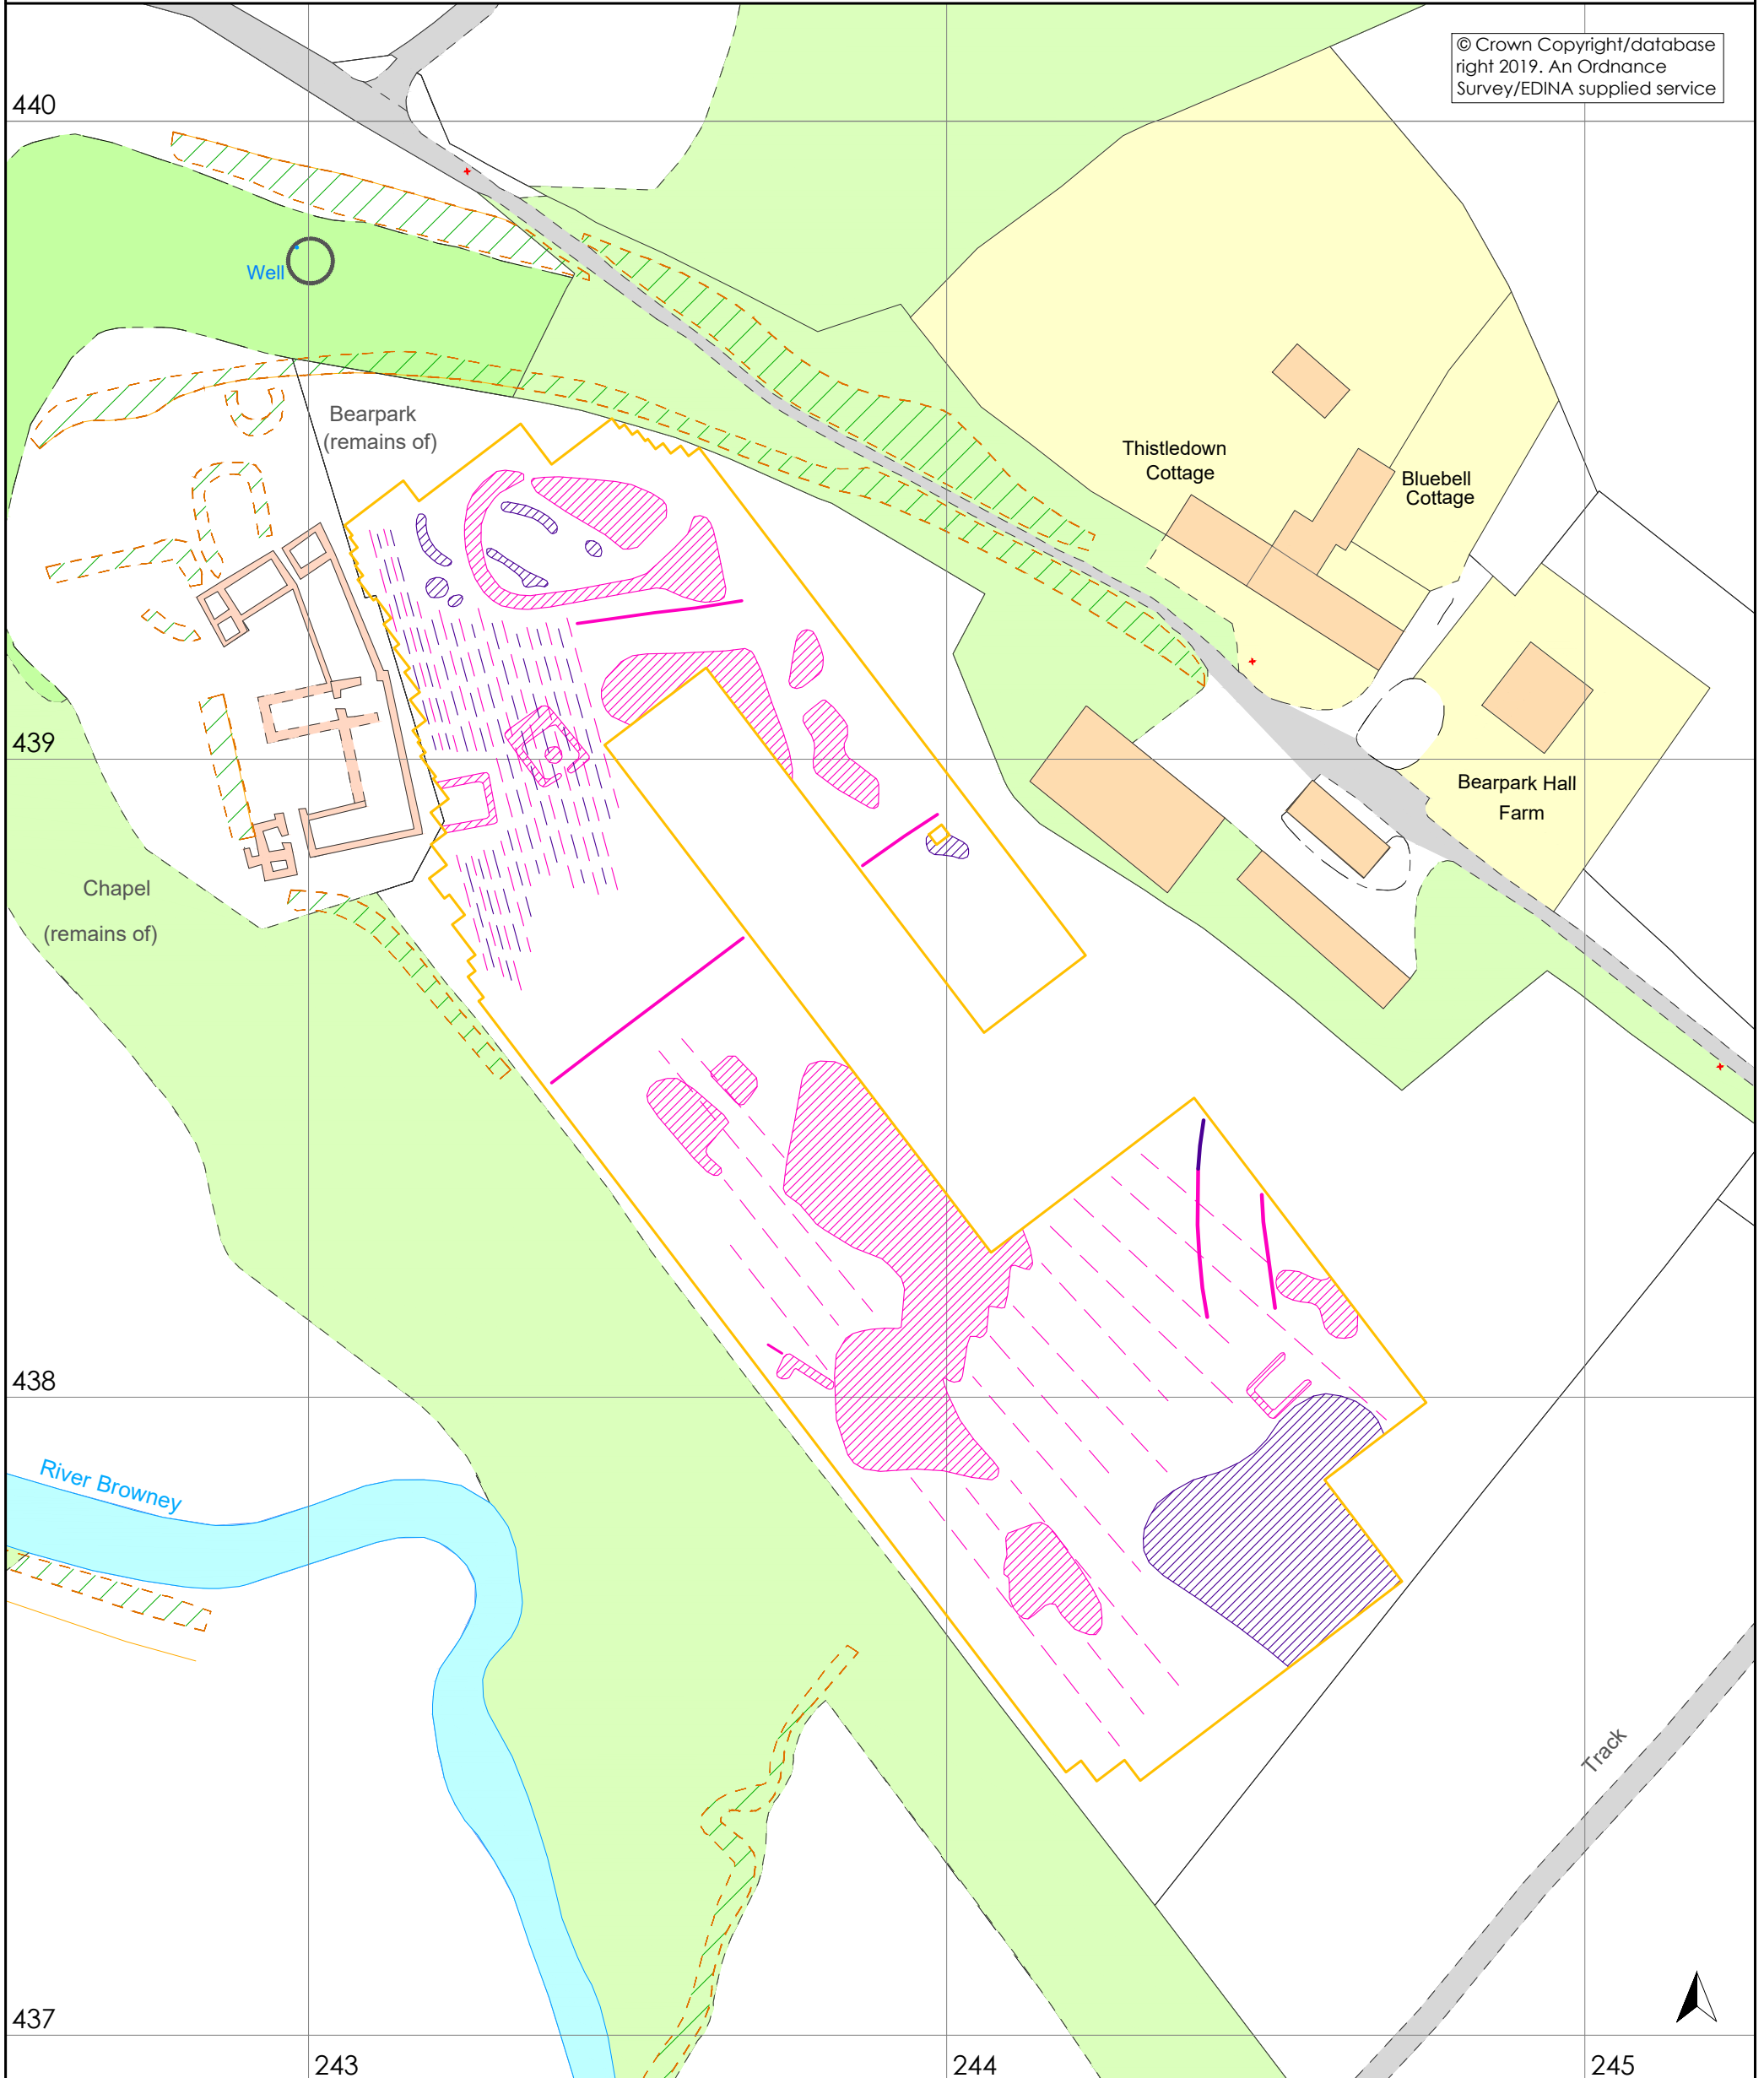 © Crown Copyright/database
right 2019. An Ordnance
Survey/EDINA supplied service
440
Well
Bearpark
(remains of)
Thistledown
Cottage
Bluebell
Cottage
439
Bearpark Hall
Farm
Chapel
(remains of)
438
River Browney
Track
437
243
244
245